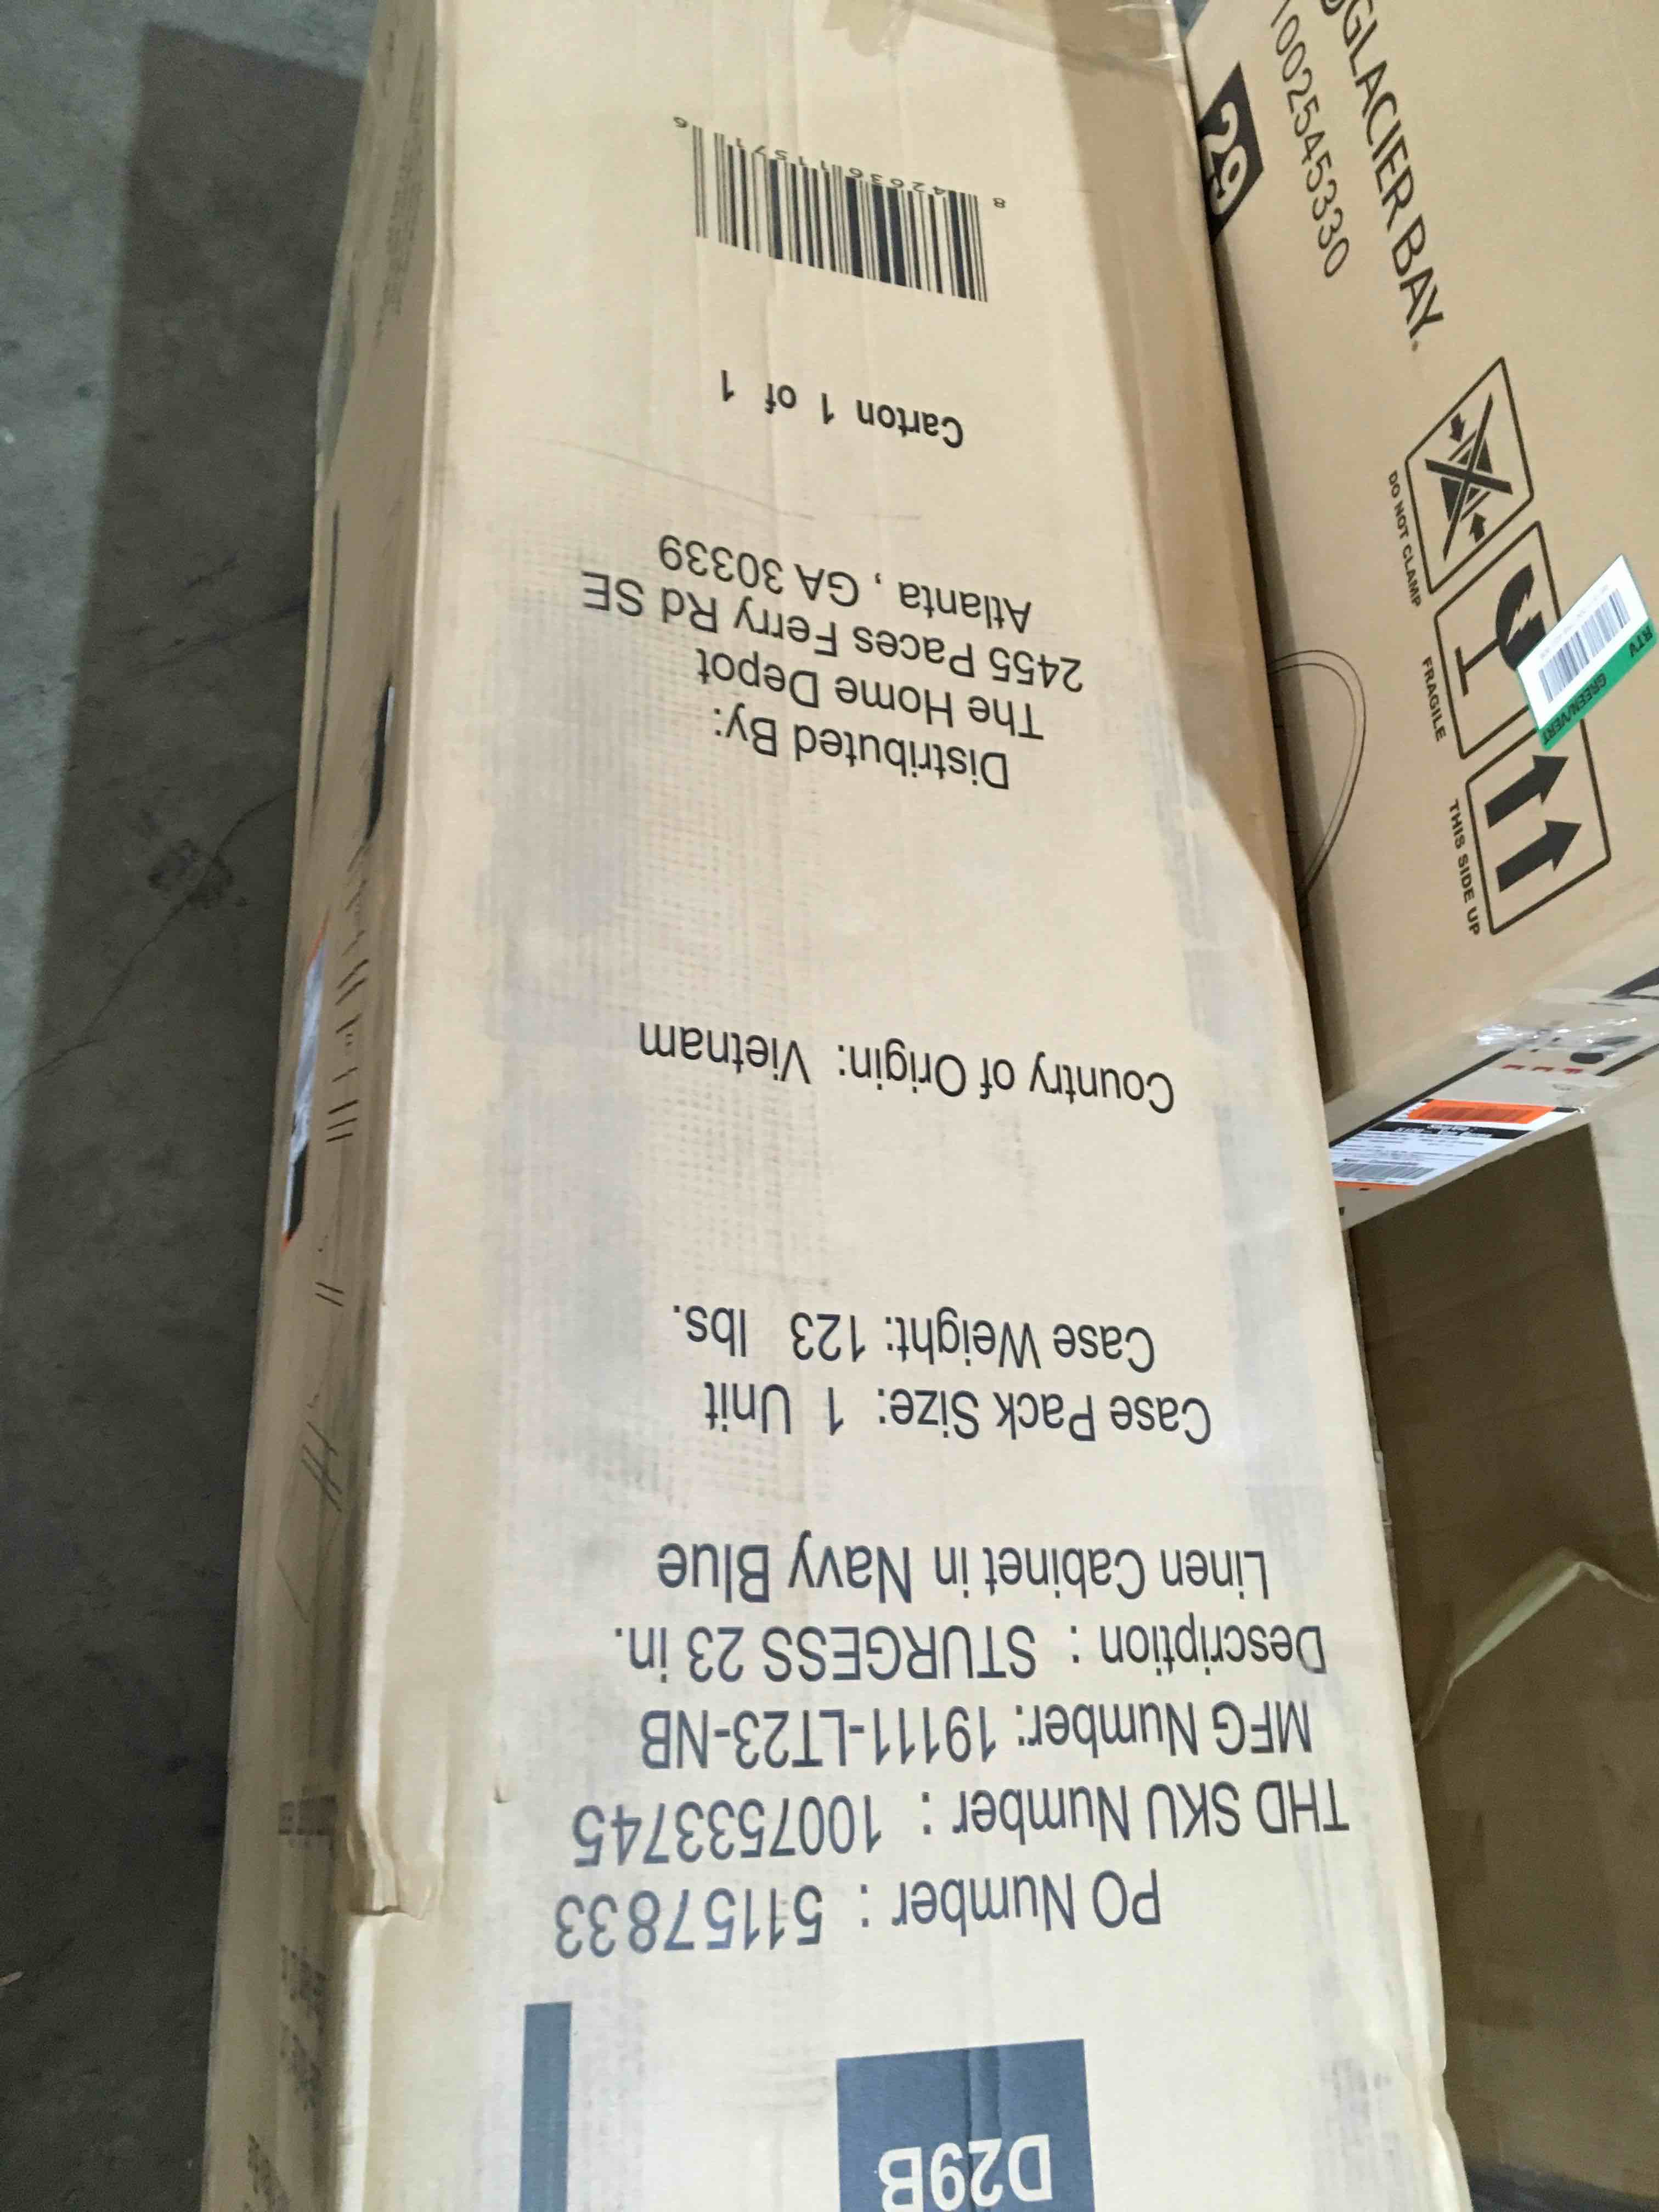 D29B
PO Number : 51157833
THD SKU Number : 1007533745
MFG Number: 19111-LT23-NB
Description : STURGESS 23 in.
Linen Cabinet in Navy Blue
Case Pack Size: 1 Unit
Case Weight: 123 lbs.
Country of Origin: Vietnam
Distributed By:
The Home Depot
2455 Paces Ferry Rd SE
Atlanta , GA 30339
Carton 1 of 1
GLACIER BAY.
1002545330
29
DO NOT CLAMP
FRAGILE
THIS SIDE UP
RTV
GREEN/VERT